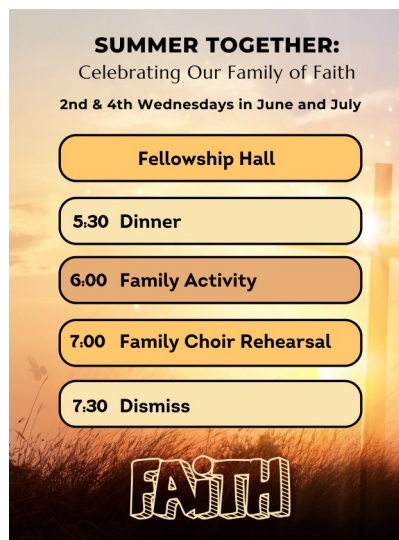 SUMMER TOGETHER:
Celebrating Our Family of Faith
2nd & 4th Wednesdays in June and July
Fellowship Hall
5:30 Dinner
6:00 Family Activity
7:00 Family Choir Rehearsal
7:30 Dismiss
FAiTH